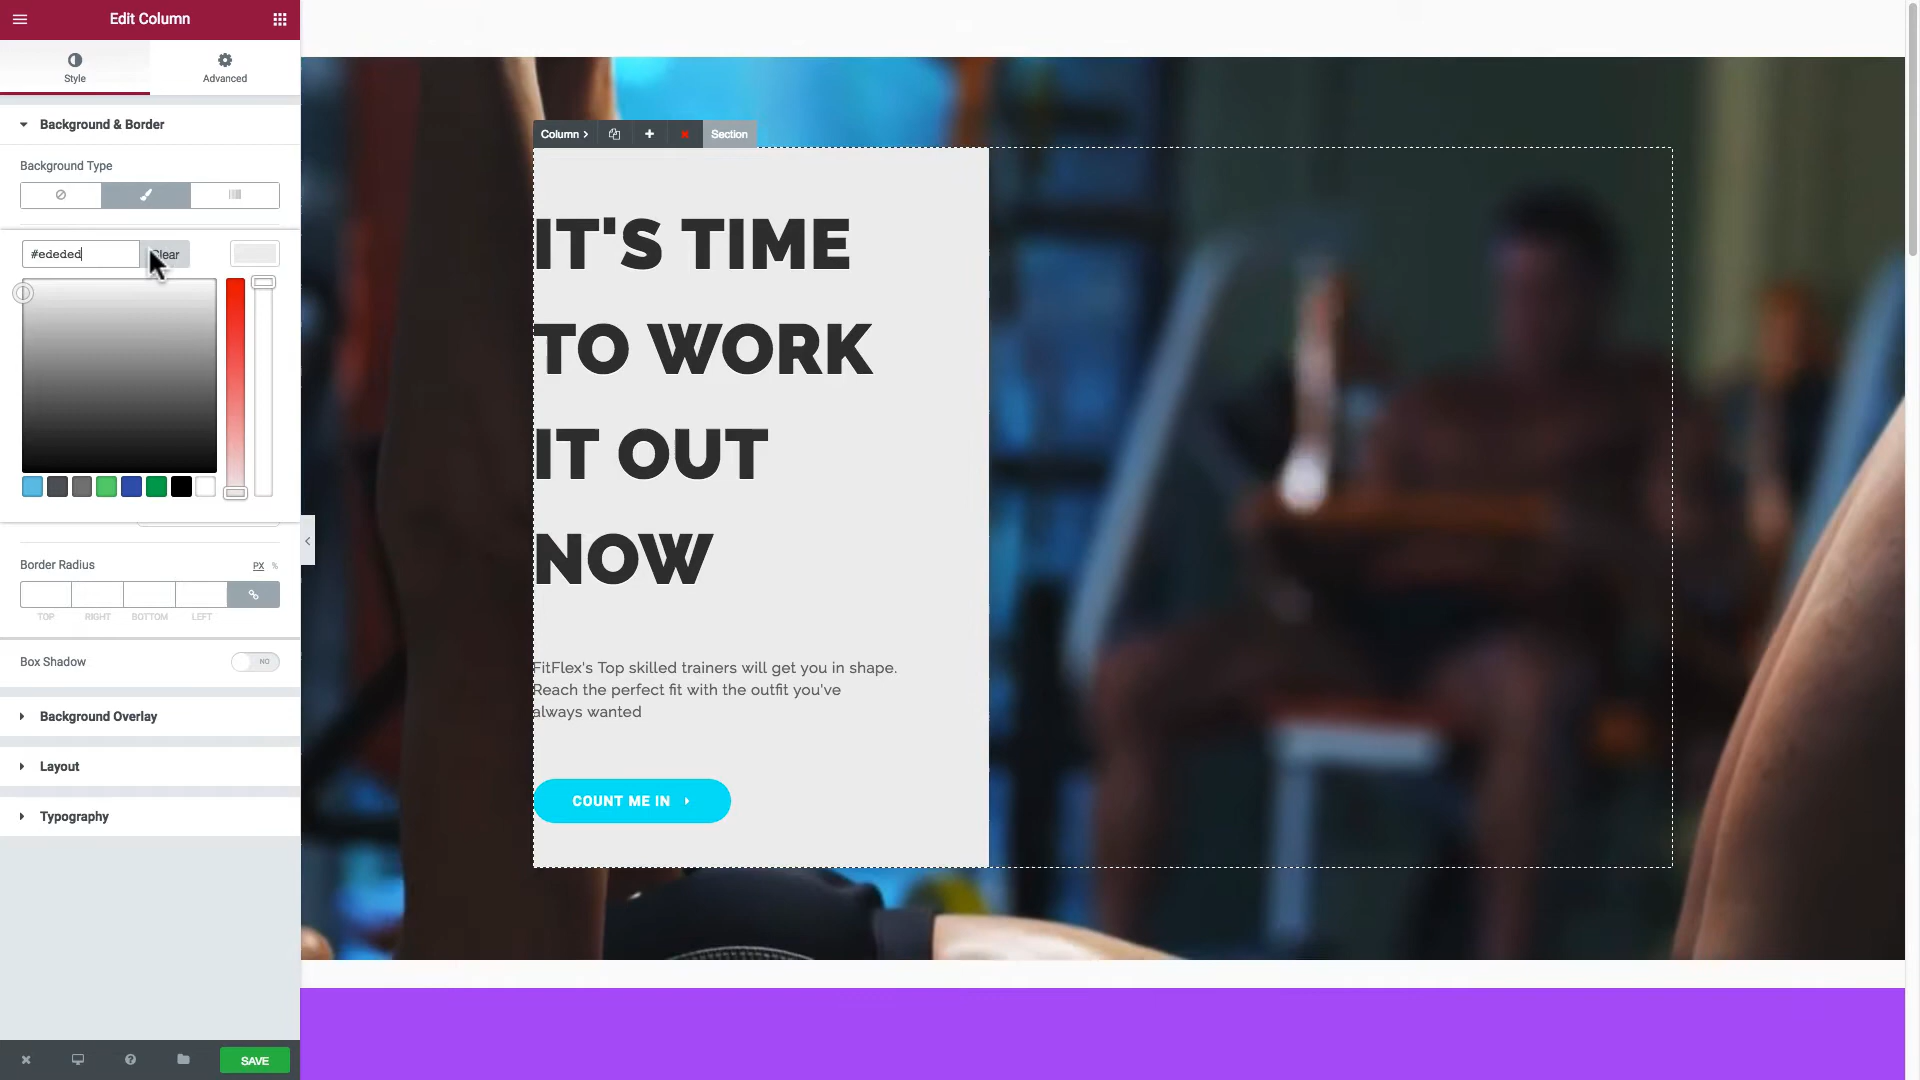 Edit Column
Style
Advanced
Background & Border
Background Type
#ededed
Clear
Border Radius
PX %
TOP RIGHT BOTTOM LEFT
Box Shadow
NO
Background Overlay
Layout
Typography
SAVE
Column
Section
IT'S TIME
TO WORK
IT OUT
NOW
FitFlex's Top skilled trainers will get you in shape.
Reach the perfect fit with the outfit you've
always wanted
COUNT ME IN